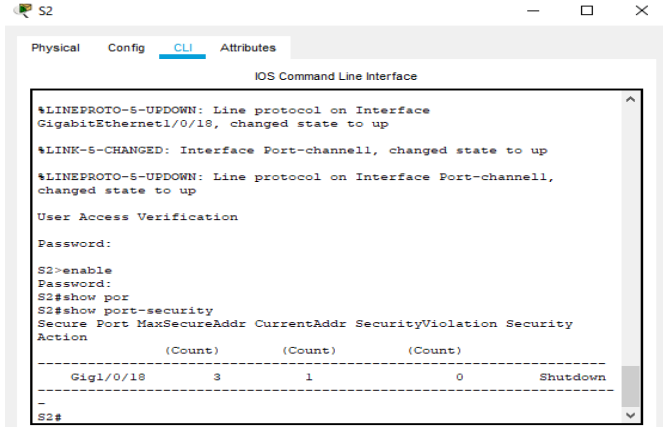 S2
Physical Config CLI Attributes
IOS Command Line Interface
%LINEPROTO-5-UPDOWN: Line protocol on Interface
GigabitEthernet1/0/18, changed state to up
%LINK-5-CHANGED: Interface Port-channel1, changed state to up
%LINEPROTO-5-UPDOWN: Line protocol on Interface Port-channel1,
changed state to up
User Access Verification
Password:
S2>enable
Password:
S2#show por
S2#show port-security
Secure Port MaxSecureAddr CurrentAddr SecurityViolation Security
Action
(Count) (Count) (Count)
--------------------------------------------------------------------
Gig1/0/18 3 1 0 Shutdown
--------------------------------------------------------------------
-
S2#